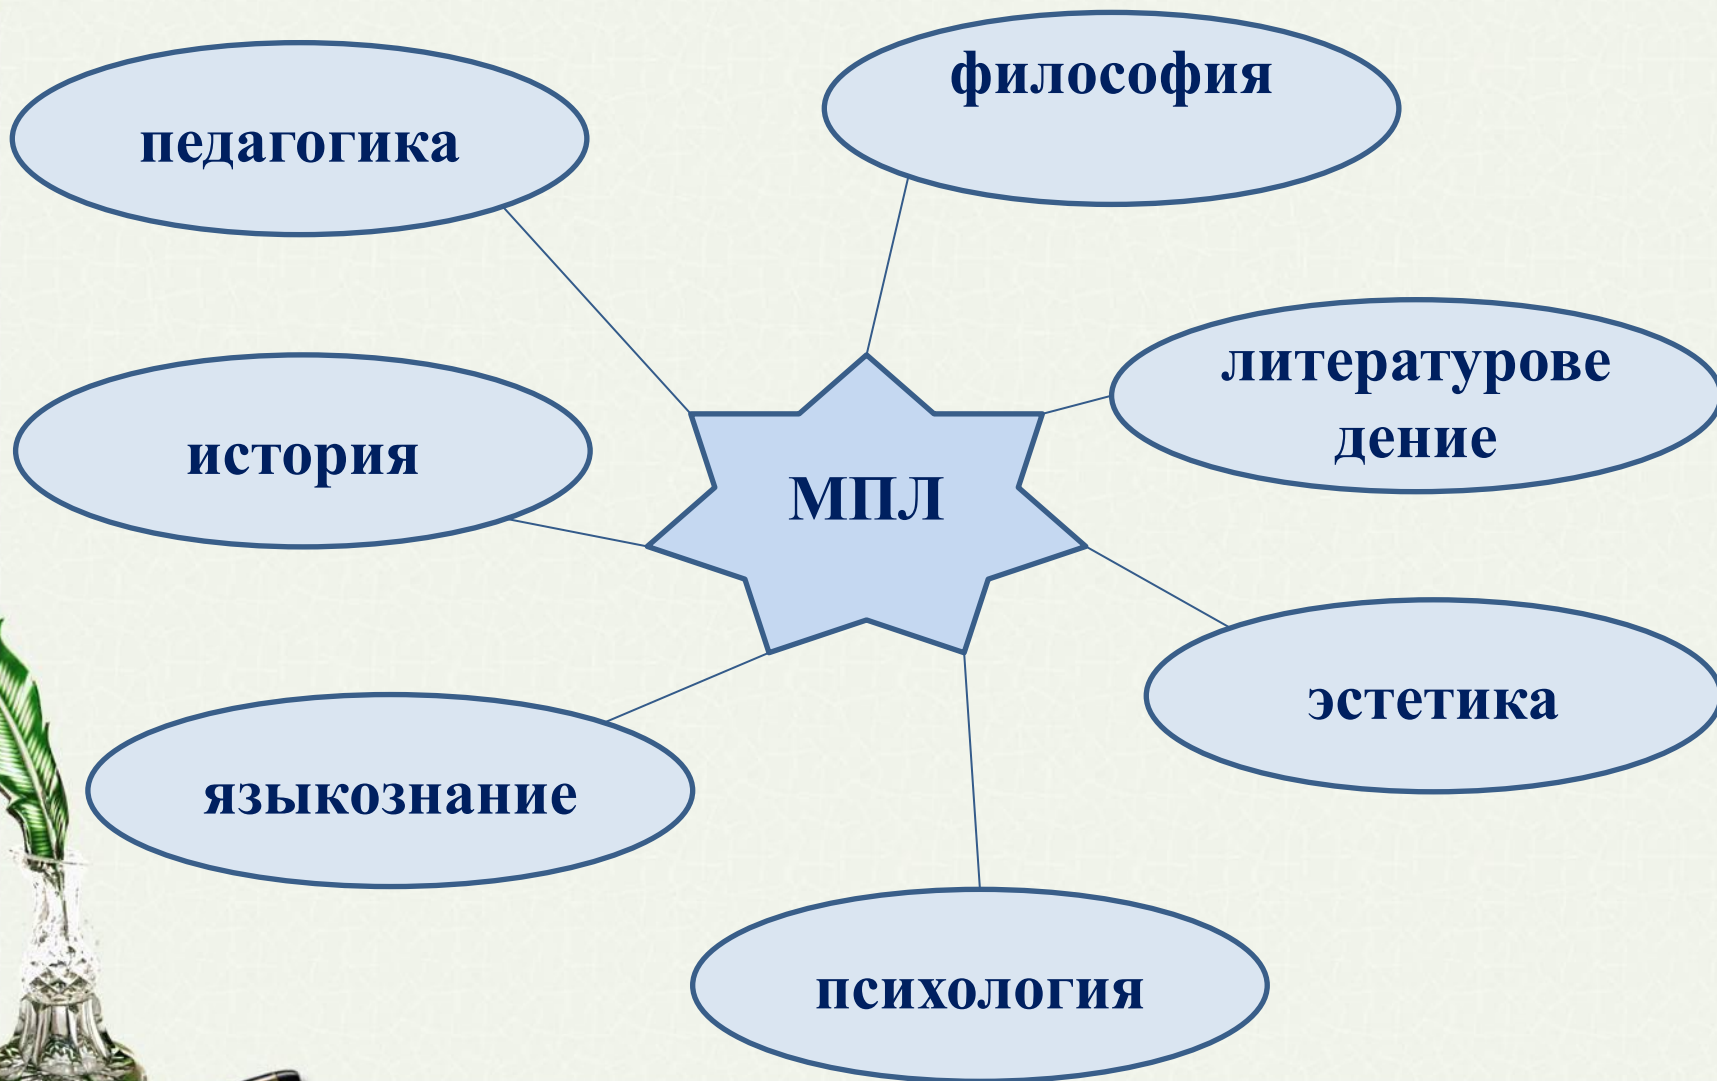 философия
педагогика
литературове
дение
история
МПЛ
эстетика
языкознание
психология